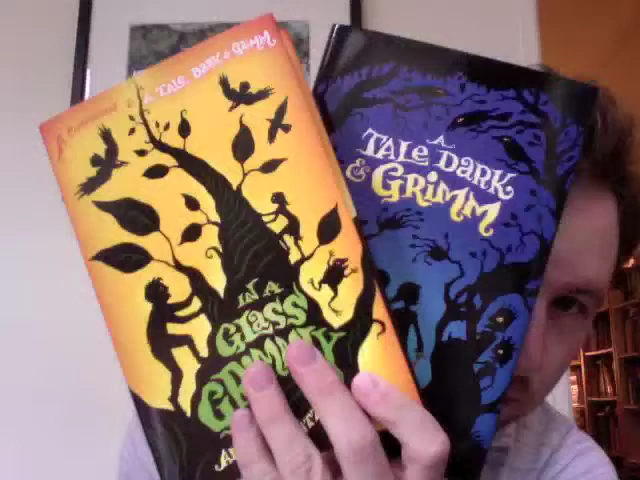 A Companion
to A TALE DARK & GRIMM
IN A
GLASS
GRIMMLY
A
TALE DARK
& GRIMM